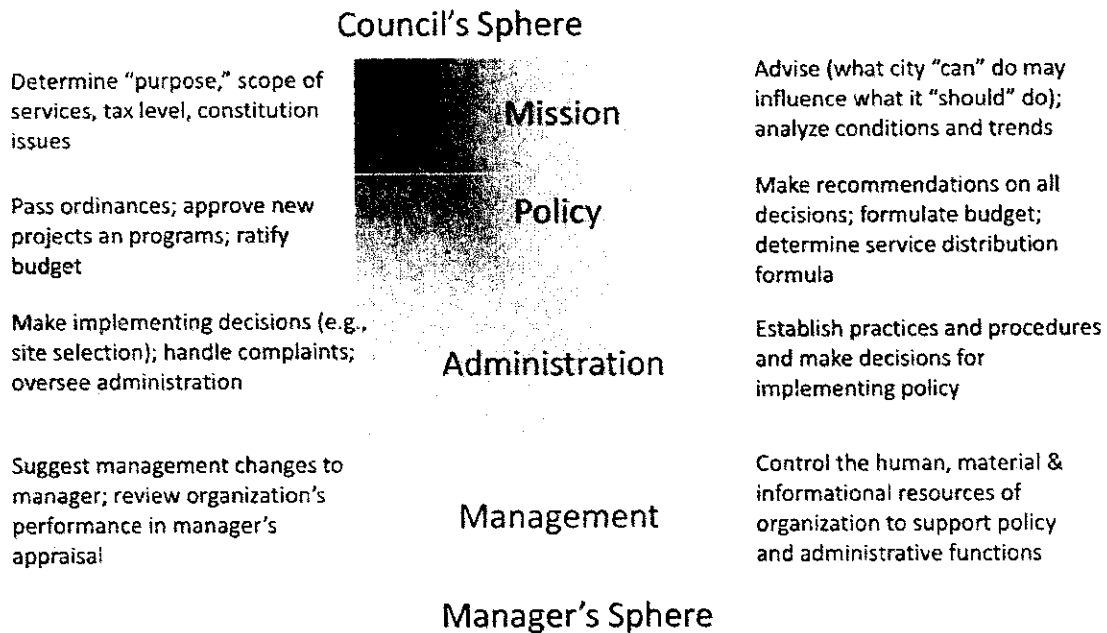 Council's Sphere
Determine "purpose," scope of
services, tax level, constitution
issues
Mission
Advise (what city "can" do may
influence what it "should" do);
analyze conditions and trends
Pass ordinances; approve new
projects an programs; ratify
budget
Policy
Make recommendations on all
decisions; formulate budget;
determine service distribution
formula
Make implementing decisions (e.g.,
site selection); handle complaints;
oversee administration
Administration
Establish practices and procedures
and make decisions for
implementing policy
Suggest management changes to
manager; review organization's
performance in manager's
appraisal
Management
Control the human, material &
informational resources of
organization to support policy
and administrative functions
Manager's Sphere